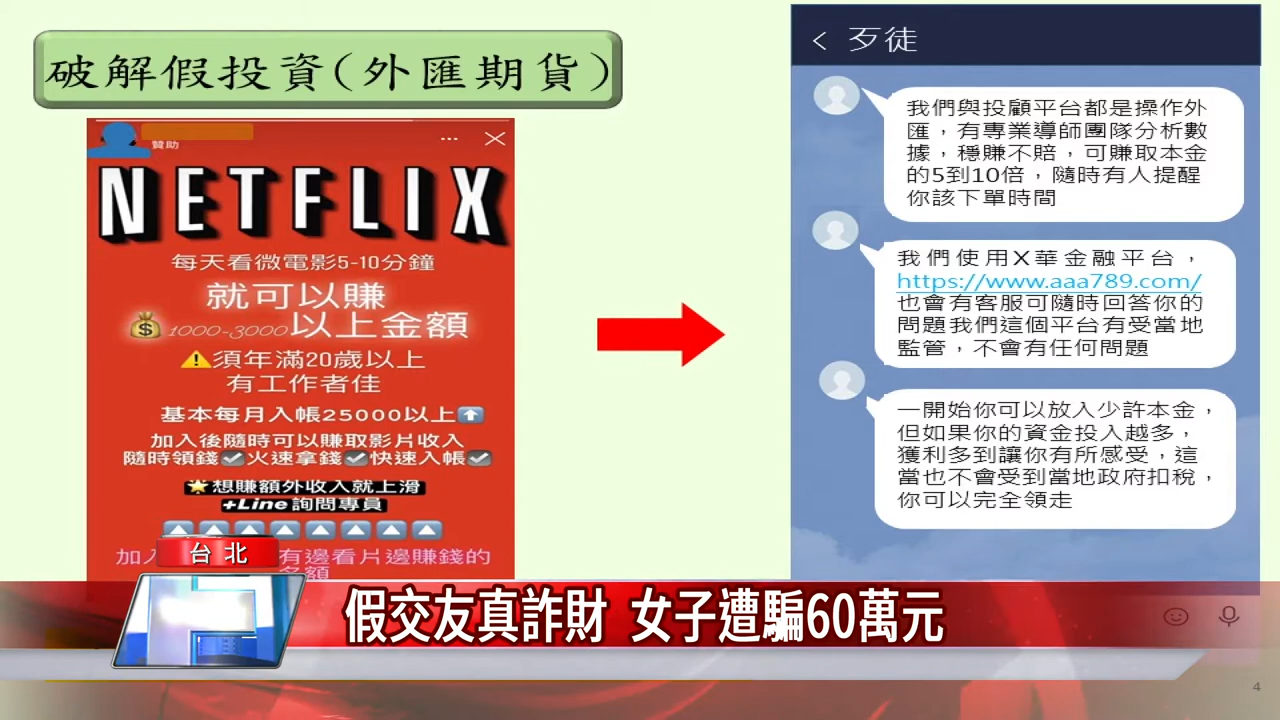 破解假投資(外匯期貨)
贊助
NETFLIX
每天看微電影5-10分鐘
就可以賺
1000-3000以上金額
須年滿20歲以上
有工作者佳
基本每月入帳25000以上
加入後隨時可以賺取影片收入
隨時領錢✓火速拿錢✓快速入帳✓
想賺額外收入就上滑
+Line詢問專員
加入 有邊看片邊賺錢的
名額
< 歹徒
我們與投顧平台都是操作外
匯，有專業導師團隊分析數
據，穩賺不賠，可賺取本金
的5到10倍，隨時有人提醒
你該下單時間
我們使用X華金融平台，
https://www.aaa789.com/
也會有客服可隨時回答你的
問題我們這個平台有受當地
監管，不會有任何問題
一開始你可以放入少許本金，
但如果你的資金投入越多，
獲利多到讓你有所感受，這
當也不會受到當地政府扣稅，
你可以完全領走
台北
假交友真詐財 女子遭騙60萬元
4